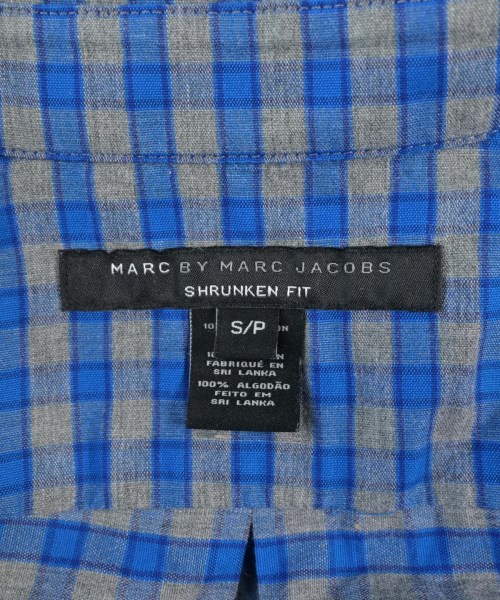 MARC BY MARC JACOBS
SHRUNKEN FIT
S/P
FABRIQUÉ EN
SRI LANKA
100% ALGODÃO
FEITO EM
SRI LANKA